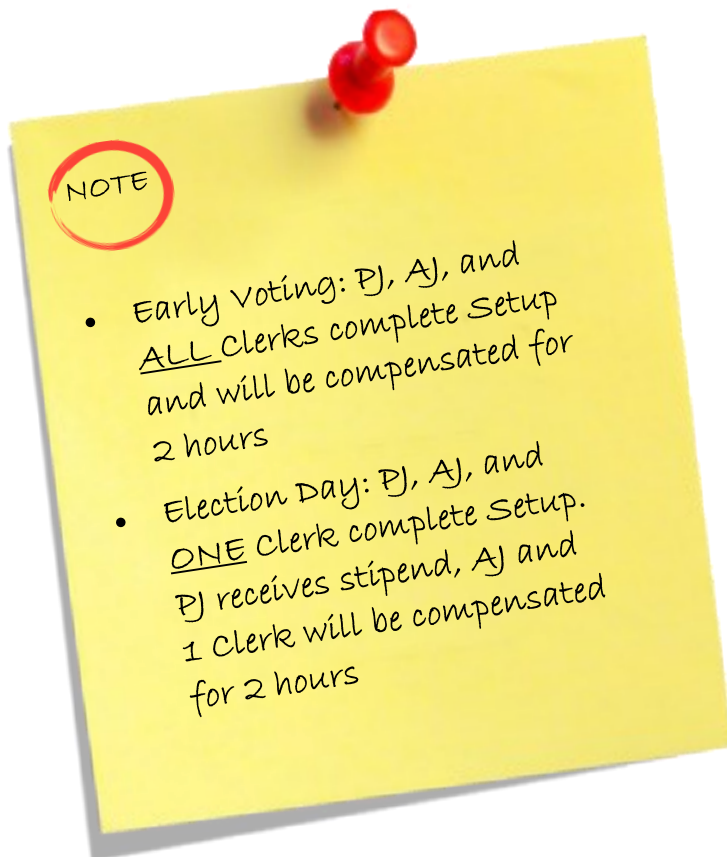 NOTE
• Early Voting: PJ, AJ, and
ALL Clerks complete Setup
and will be compensated for
2 hours
• Election Day: PJ, AJ, and
ONE Clerk complete Setup.
PJ receives stipend, AJ and
1 Clerk will be compensated
for 2 hours